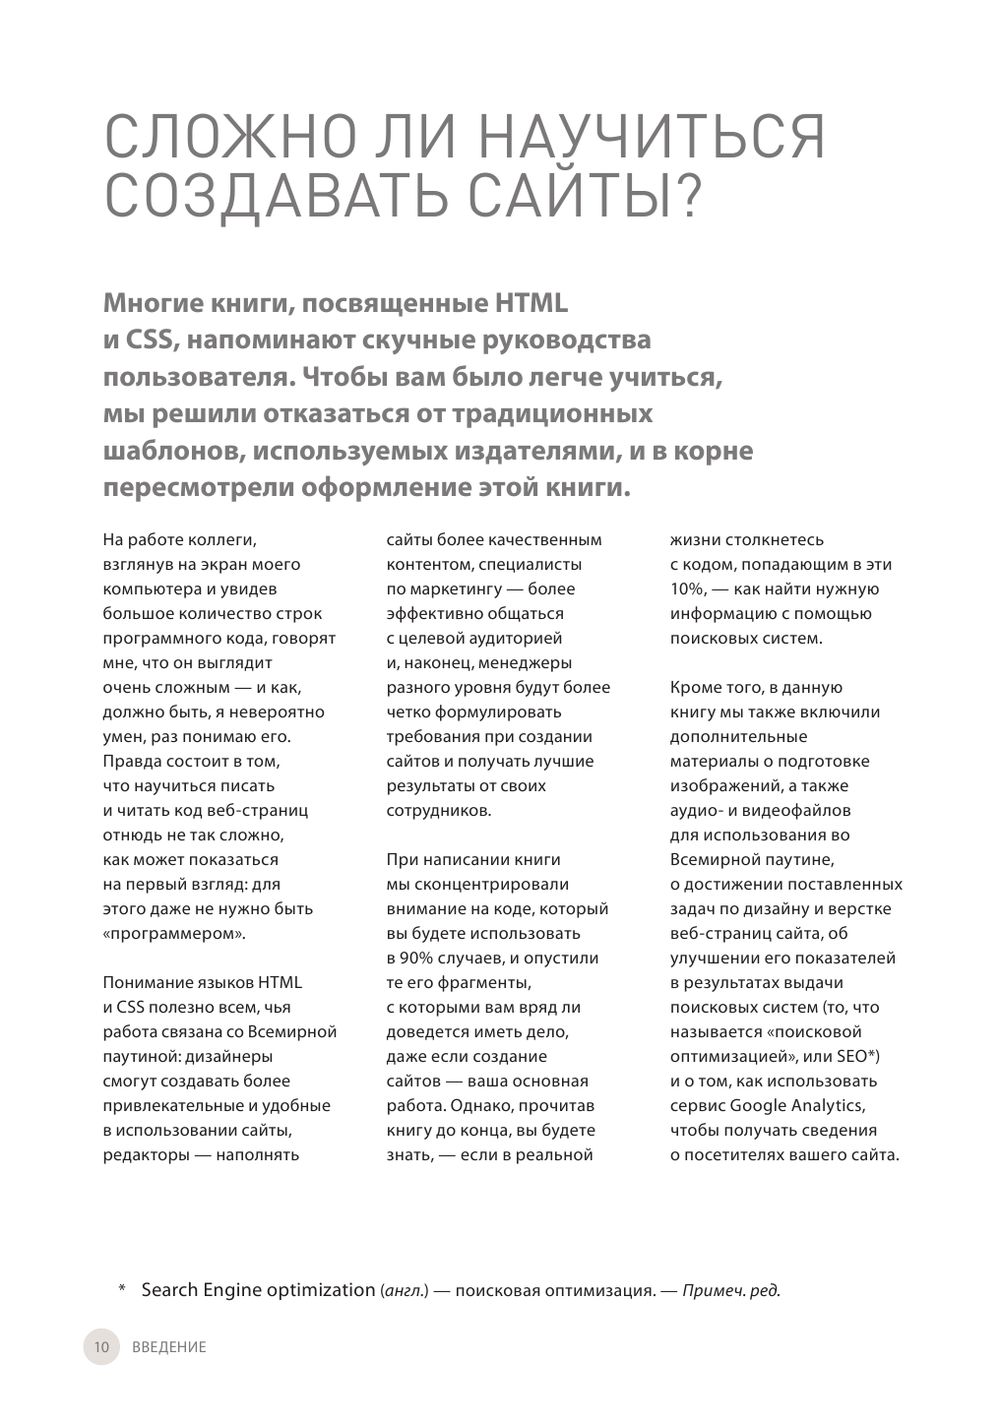 СЛОЖНО ЛИ НАУЧИТЬСЯ
СОЗДАВАТЬ САЙТЫ?
Многие книги, посвященные HTML
и CSS, напоминают скучные руководства
пользователя. Чтобы вам было легче учиться,
мы решили отказаться от традиционных
шаблонов, используемых издателями, и в корне
пересмотрели оформление этой книги.
На работе коллеги,
взглянув на экран моего
компьютера и увидев
большое количество строк
программного кода, говорят
мне, что он выглядит
очень сложным — и как,
должно быть, я невероятно
умен, раз понимаю его.
Правда состоит в том,
что научиться писать
и читать код веб-страниц
отнюдь не так сложно,
как может показаться
на первый взгляд: для
этого даже не нужно быть
«программером».
Понимание языков HTML
и CSS полезно всем, чья
работа связана со Всемирной
паутиной: дизайнеры
смогут создавать более
привлекательные и удобные
в использовании сайты,
редакторы — наполнять
сайты более качественным
контентом, специалисты
по маркетингу — более
эффективно общаться
с целевой аудиторией
и, наконец, менеджеры
разного уровня будут более
четко формулировать
требования при создании
сайтов и получать лучшие
результаты от своих
сотрудников.
При написании книги
мы сконцентрировали
внимание на коде, который
вы будете использовать
в 90% случаев, и опустили
те его фрагменты,
с которыми вам вряд ли
доведется иметь дело,
даже если создание
сайтов — ваша основная
работа. Однако, прочитав
книгу до конца, вы будете
знать, — если в реальной
жизни столкнетесь
с кодом, попадающим в эти
10%, — как найти нужную
информацию с помощью
поисковых систем.
Кроме того, в данную
книгу мы также включили
дополнительные
материалы о подготовке
изображений, а также
аудио- и видеофайлов
для использования во
Всемирной паутине,
о достижении поставленных
задач по дизайну и верстке
веб-страниц сайта, об
улучшении его показателей
в результатах выдачи
поисковых систем (то, что
называется «поисковой
оптимизацией», или SEO*)
и о том, как использовать
сервис Google Analytics,
чтобы получать сведения
о посетителях вашего сайта.
* Search Engine optimization (англ.) — поисковая оптимизация. — Примеч. ред.
10 ВВЕДЕНИЕ